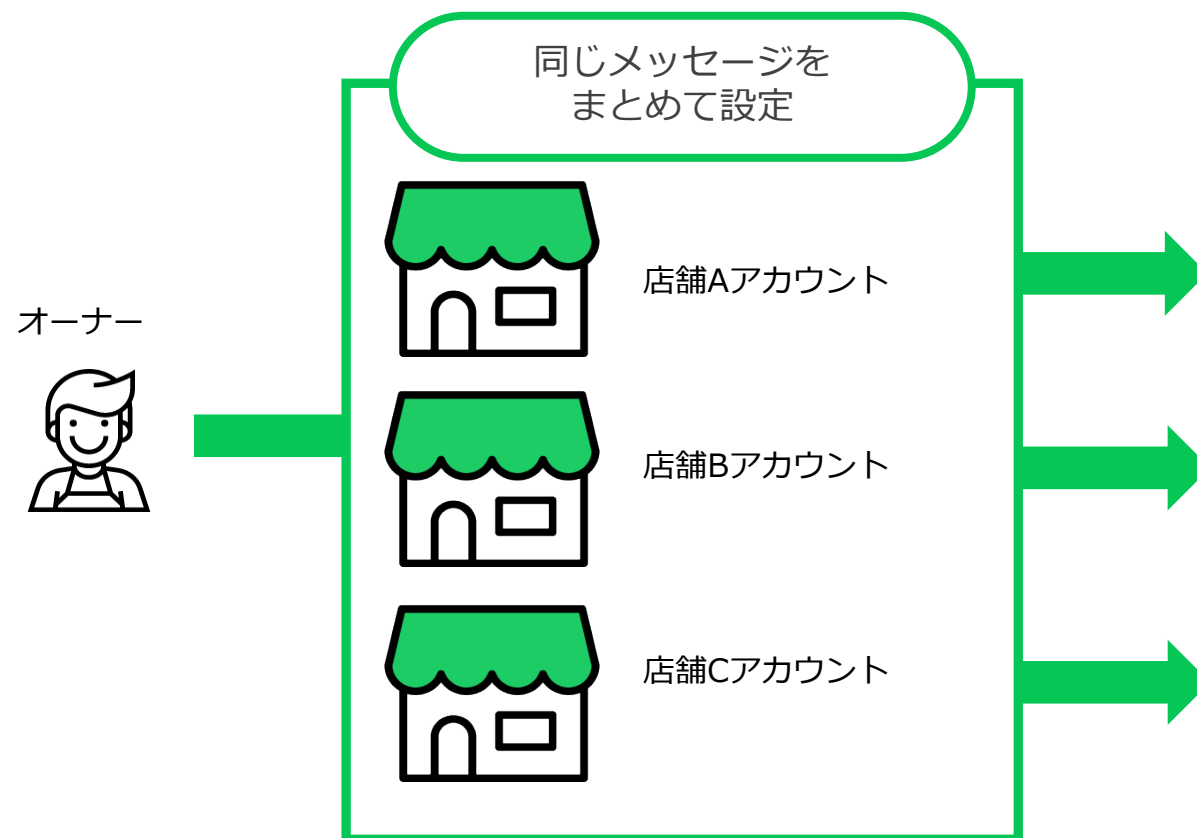 同じメッセージを
まとめて設定
店舗Aアカウント
オーナー
店舗Bアカウント
店舗Cアカウント